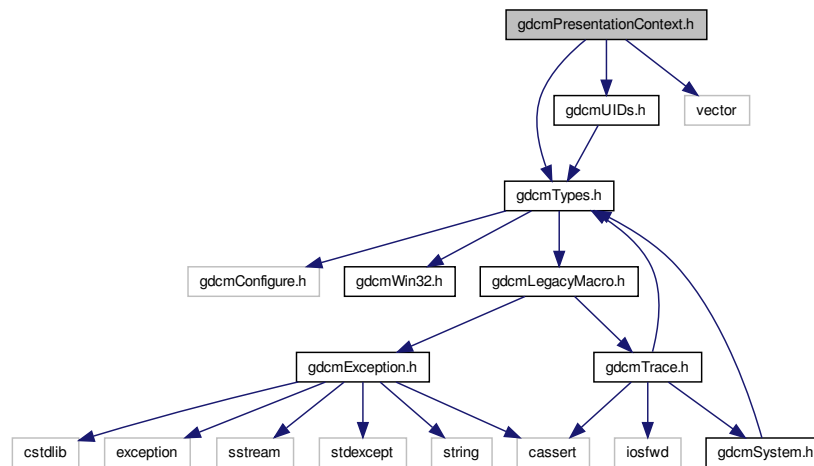 gdcmPresentationContext.h
gdcmUIDs.h
vector
gdcmTypes.h
gdcmConfigure.h
gdcmWin32.h
gdcmLegacyMacro.h
gdcmException.h
gdcmTrace.h
cstdlib
exception
sstream
stdexcept
string
cassert
iosfwd
gdcmSystem.h